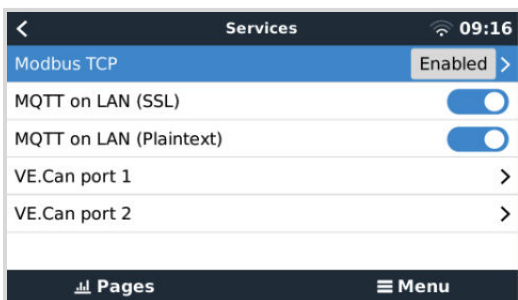 Services 09:16
Modbus TCP Enabled
MQTT on LAN (SSL)
MQTT on LAN (Plaintext)
VE.Can port 1
VE.Can port 2
Pages Menu